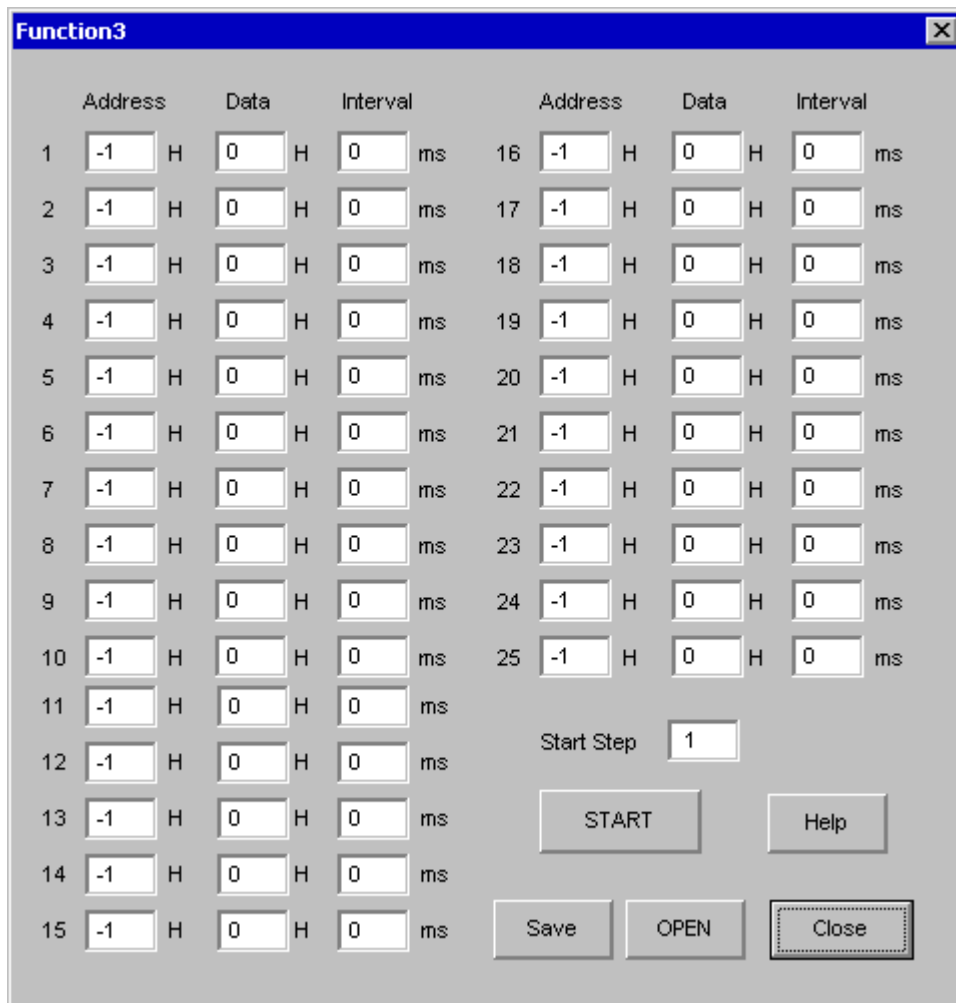 Function3
Address Data Interval Address Data Interval
1 -1 H 0 H 0 ms 16 -1 H 0 H 0 ms
2 -1 H 0 H 0 ms 17 -1 H 0 H 0 ms
3 -1 H 0 H 0 ms 18 -1 H 0 H 0 ms
4 -1 H 0 H 0 ms 19 -1 H 0 H 0 ms
5 -1 H 0 H 0 ms 20 -1 H 0 H 0 ms
6 -1 H 0 H 0 ms 21 -1 H 0 H 0 ms
7 -1 H 0 H 0 ms 22 -1 H 0 H 0 ms
8 -1 H 0 H 0 ms 23 -1 H 0 H 0 ms
9 -1 H 0 H 0 ms 24 -1 H 0 H 0 ms
10 -1 H 0 H 0 ms 25 -1 H 0 H 0 ms
11 -1 H 0 H 0 ms
Start Step 1
12 -1 H 0 H 0 ms
13 -1 H 0 H 0 ms START Help
14 -1 H 0 H 0 ms
15 -1 H 0 H 0 ms Save OPEN Close